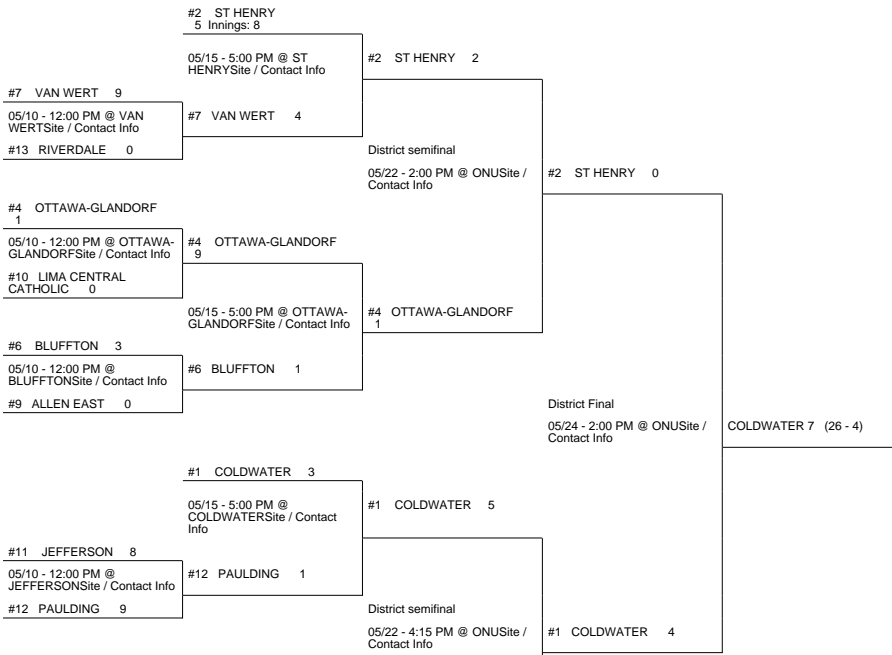 #2 ST HENRY
5 Innings: 8
05/15 - 5:00 PM @ ST
HENRYSite / Contact Info
#2 ST HENRY 2
#7 VAN WERT 9
05/10 - 12:00 PM @ VAN
WERTSite / Contact Info
#7 VAN WERT 4
#13 RIVERDALE 0
District semifinal
05/22 - 2:00 PM @ ONUSite /
Contact Info
#2 ST HENRY 0
#4 OTTAWA-GLANDORF
1
05/10 - 12:00 PM @ OTTAWA-
GLANDORFSite / Contact Info
#4 OTTAWA-GLANDORF
9
#10 LIMA CENTRAL
CATHOLIC 0
05/15 - 5:00 PM @ OTTAWA-
GLANDORFSite / Contact Info
#4 OTTAWA-GLANDORF
1
#6 BLUFFTON 3
05/10 - 12:00 PM @
BLUFFTONSite / Contact Info
#6 BLUFFTON 1
#9 ALLEN EAST 0
District Final
05/24 - 2:00 PM @ ONUSite /
Contact Info
COLDWATER 7 (26 - 4)
#1 COLDWATER 3
05/15 - 5:00 PM @
COLDWATERSite / Contact
Info
#1 COLDWATER 5
#11 JEFFERSON 8
05/10 - 12:00 PM @
JEFFERSONSite / Contact Info
#12 PAULDING 1
#12 PAULDING 9
District semifinal
05/22 - 4:15 PM @ ONUSite /
Contact Info
#1 COLDWATER 4